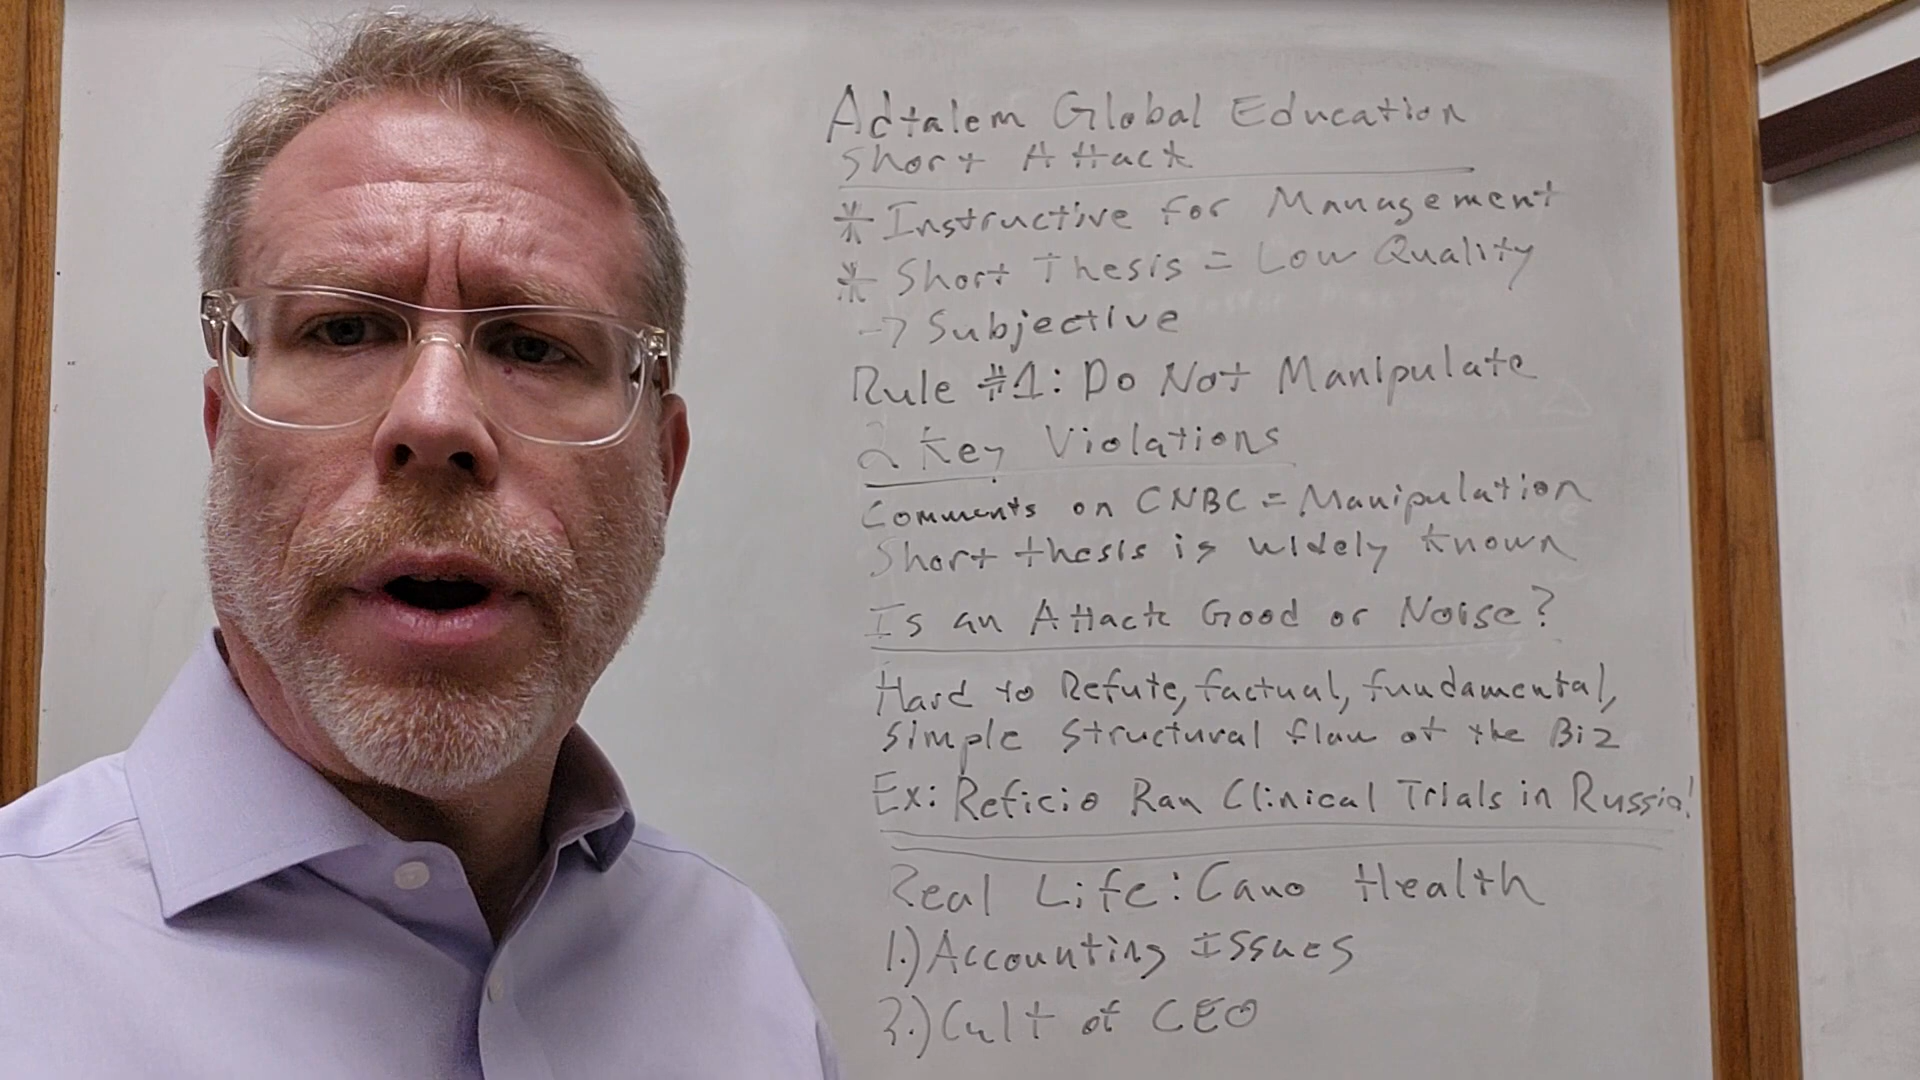 Adtalem Global Education
Short Attack
* Instructive for Management
* Short Thesis = Low Quality
-> Subjective
Rule #1: Do Not Manipulate
2 Key Violations
Comments on CNBC = Manipulation
Short thesis is widely known
Is an Attack Good or Noise?
Hard to Refute, factual, fundamental,
simple structural flaw of the Biz
Ex: Reficio Ran Clinical Trials in Russia!
Real Life: Cano Health
1.) Accounting Issues
2.) Cult of CEO